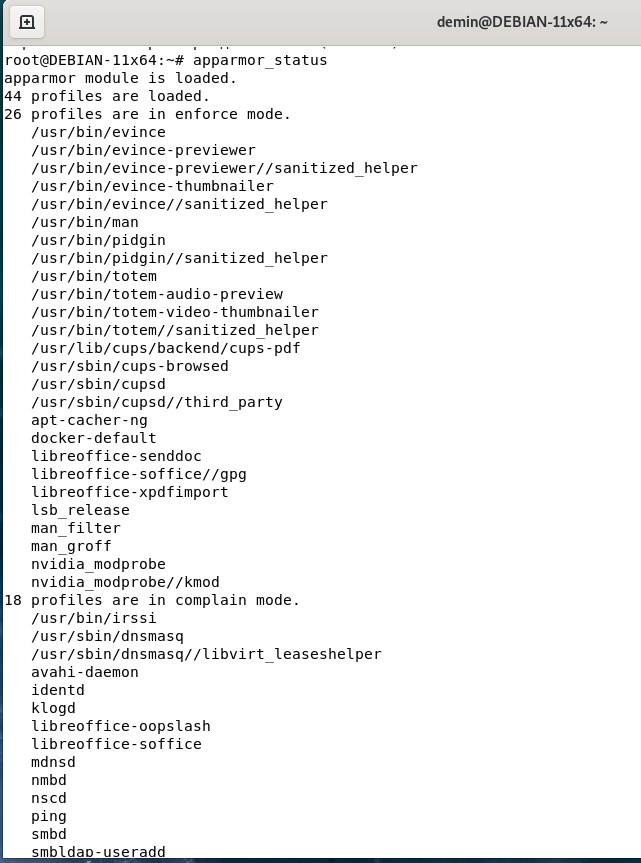 demin@DEBIAN-11x64: ~
root@DEBIAN-11x64:~# apparmor_status
apparmor module is loaded.
44 profiles are loaded.
26 profiles are in enforce mode.
   /usr/bin/evince
   /usr/bin/evince-previewer
   /usr/bin/evince-previewer//sanitized_helper
   /usr/bin/evince-thumbnailer
   /usr/bin/evince//sanitized_helper
   /usr/bin/man
   /usr/bin/pidgin
   /usr/bin/pidgin//sanitized_helper
   /usr/bin/totem
   /usr/bin/totem-audio-preview
   /usr/bin/totem-video-thumbnailer
   /usr/bin/totem//sanitized_helper
   /usr/lib/cups/backend/cups-pdf
   /usr/sbin/cups-browsed
   /usr/sbin/cupsd
   /usr/sbin/cupsd//third_party
   apt-cacher-ng
   docker-default
   libreoffice-senddoc
   libreoffice-soffice//gpg
   libreoffice-xpdfimport
   lsb_release
   man_filter
   man_groff
   nvidia_modprobe
   nvidia_modprobe//kmod
18 profiles are in complain mode.
   /usr/bin/irssi
   /usr/sbin/dnsmasq
   /usr/sbin/dnsmasq//libvirt_leaseshelper
   avahi-daemon
   identd
   klogd
   libreoffice-oopslash
   libreoffice-soffice
   mdnsd
   nmbd
   nscd
   ping
   smbd
   smbldap-useradd